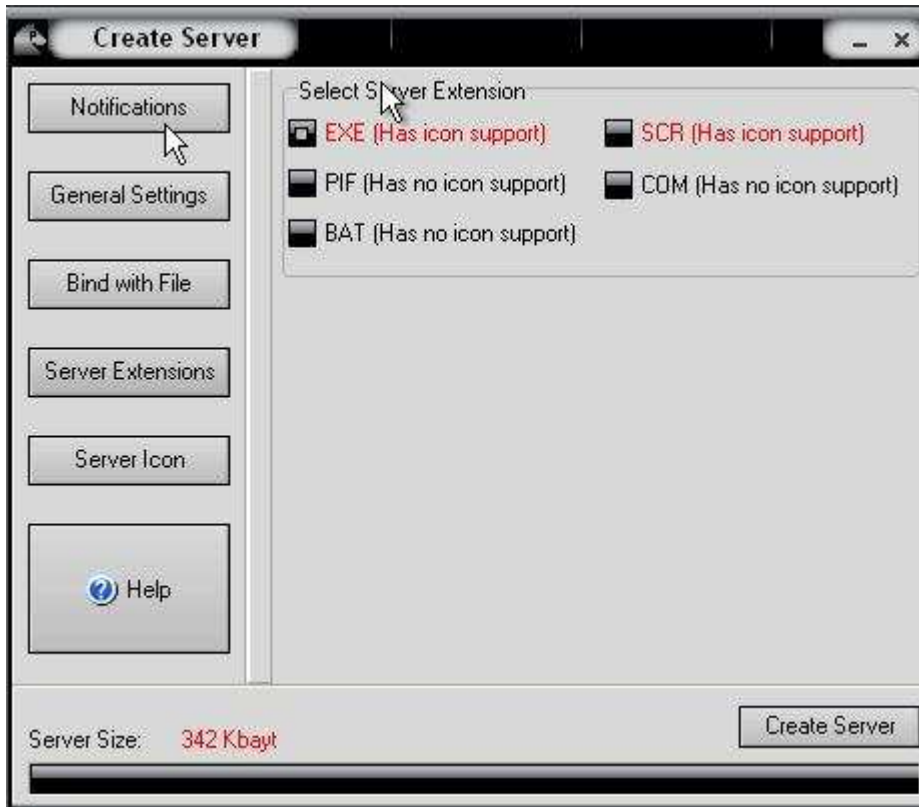 Create Server
Notifications
General Settings
Bind with File
Server Extensions
Server Icon
Help
Select Server Extension
EXE (Has icon support)
SCR (Has icon support)
PIF (Has no icon support)
COM (Has no icon support)
BAT (Has no icon support)
Server Size: 342 Kbayt
Create Server